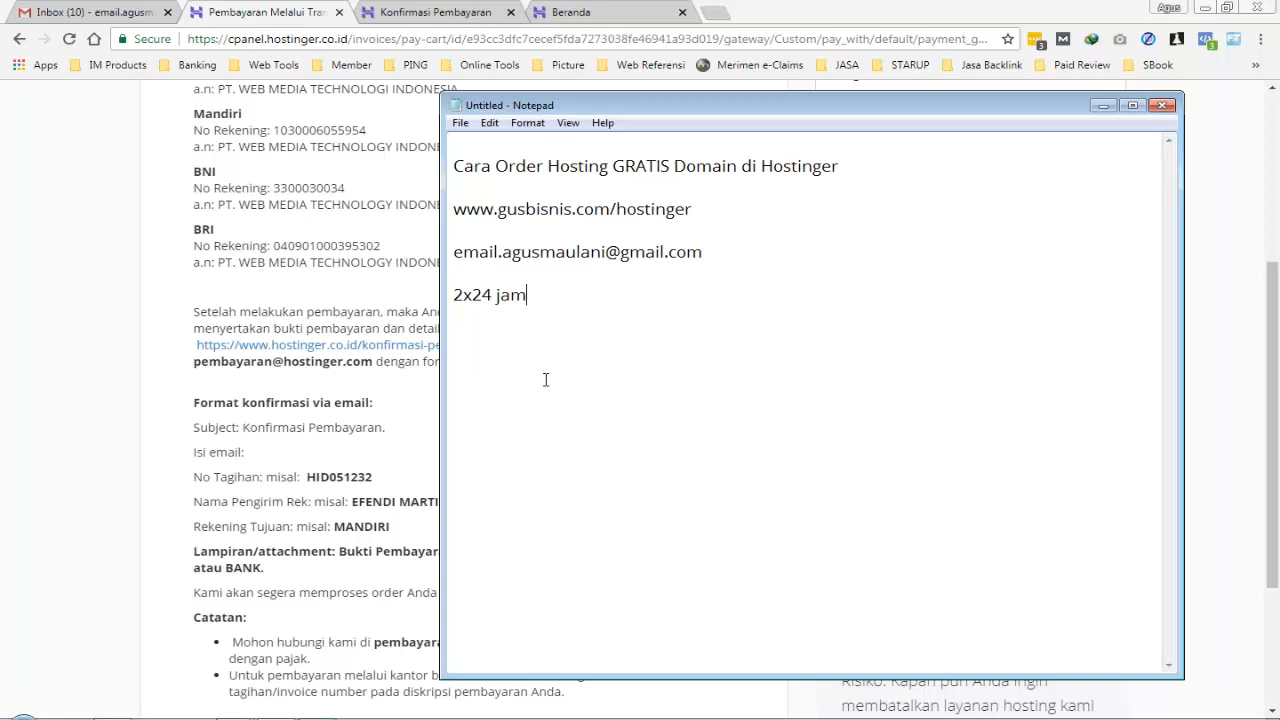 Inbox (10) - email.agusm
Pembayaran Melalui Tran
Konfirmasi Pembayaran
Beranda
Agus
Secure
https://cpanel.hostinger.co.id/invoices/pay-cart/id/e93cc3dfc7cecef5fda7273038fe46941a93d019/gateway/Custom/pay_with/default/payment_g...
Apps
IM Products
Banking
Web Tools
Member
PING
Online Tools
Picture
Web Referensi
Merimen e-Claims
JASA
STARUP
Jasa Backlink
Paid Review
SBook
»
a.n: PT. WEB MEDIA TECHNOLOGI INDONESIA
Mandiri
No Rekening: 1030006055954
a.n: PT. WEB MEDIA TECHNOLOGY INDONE
BNI
No Rekening: 3300030034
a.n: PT. WEB MEDIA TECHNOLOGY INDONE
BRI
No Rekening: 040901000395302
a.n: PT. WEB MEDIA TECHNOLOGY INDONE
Setelah melakukan pembayaran, maka An
menyertakan bukti pembayaran dan detai
https://www.hostinger.co.id/konfirmasi-pe
pembayaran@hostinger.com dengan for
Format konfirmasi via email:
Subject: Konfirmasi Pembayaran.
Isi email:
No Tagihan: misal: HID051232
Nama Pengirim Rek: misal: EFENDI MARTI
Rekening Tujuan: misal: MANDIRI
Lampiran/attachment: Bukti Pembayar
atau BANK.
Kami akan segera memproses order Anda
Catatan:
Mohon hubungi kami di pembayara
dengan pajak.
Untuk pembayaran melalui kantor b
tagihan/invoice number pada diskripsi pembayaran Anda.
Untitled - Notepad
File Edit Format View Help
Cara Order Hosting GRATIS Domain di Hostinger
www.gusbisnis.com/hostinger
email.agusmaulani@gmail.com
2x24 jam
Risiko: Kapan pun Anda ingin
membatalkan layanan hosting kami